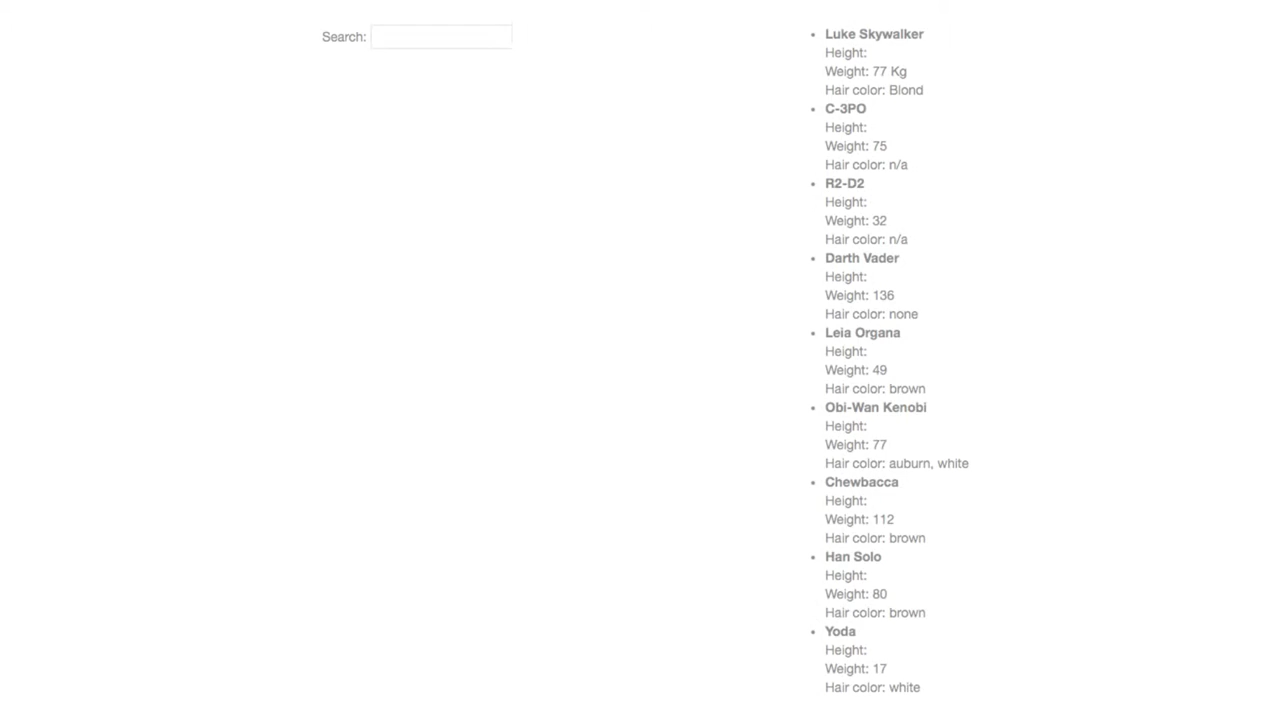 Search:
Luke Skywalker
Height:
Weight: 77 Kg
Hair color: Blond
C-3PO
Height:
Weight: 75
Hair color: n/a
R2-D2
Height:
Weight: 32
Hair color: n/a
Darth Vader
Height:
Weight: 136
Hair color: none
Leia Organa
Height:
Weight: 49
Hair color: brown
Obi-Wan Kenobi
Height:
Weight: 77
Hair color: auburn, white
Chewbacca
Height:
Weight: 112
Hair color: brown
Han Solo
Height:
Weight: 80
Hair color: brown
Yoda
Height:
Weight: 17
Hair color: white